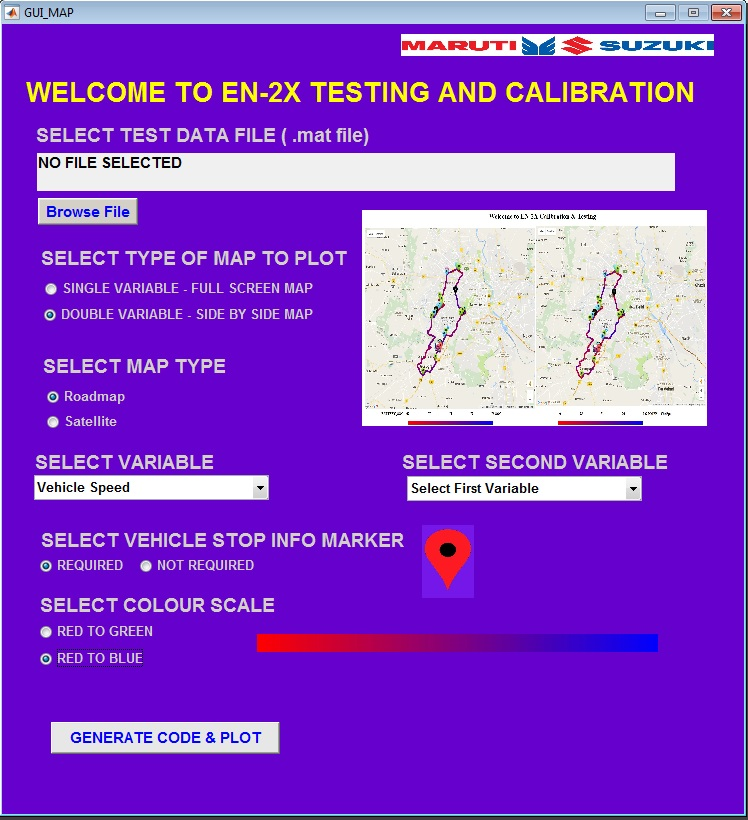 GUI_MAP
MARUTI SUZUKI
WELCOME TO EN-2X TESTING AND CALIBRATION
SELECT TEST DATA FILE ( .mat file)
NO FILE SELECTED
Browse File
Welcome to EN-2X Calibration & Testing
SELECT TYPE OF MAP TO PLOT
SINGLE VARIABLE - FULL SCREEN MAP
DOUBLE VARIABLE - SIDE BY SIDE MAP
SELECT MAP TYPE
Roadmap
Satellite
SELECT VARIABLE
SELECT SECOND VARIABLE
Vehicle Speed
Select First Variable
SELECT VEHICLE STOP INFO MARKER
REQUIRED
NOT REQUIRED
SELECT COLOUR SCALE
RED TO GREEN
RED TO BLUE
GENERATE CODE & PLOT